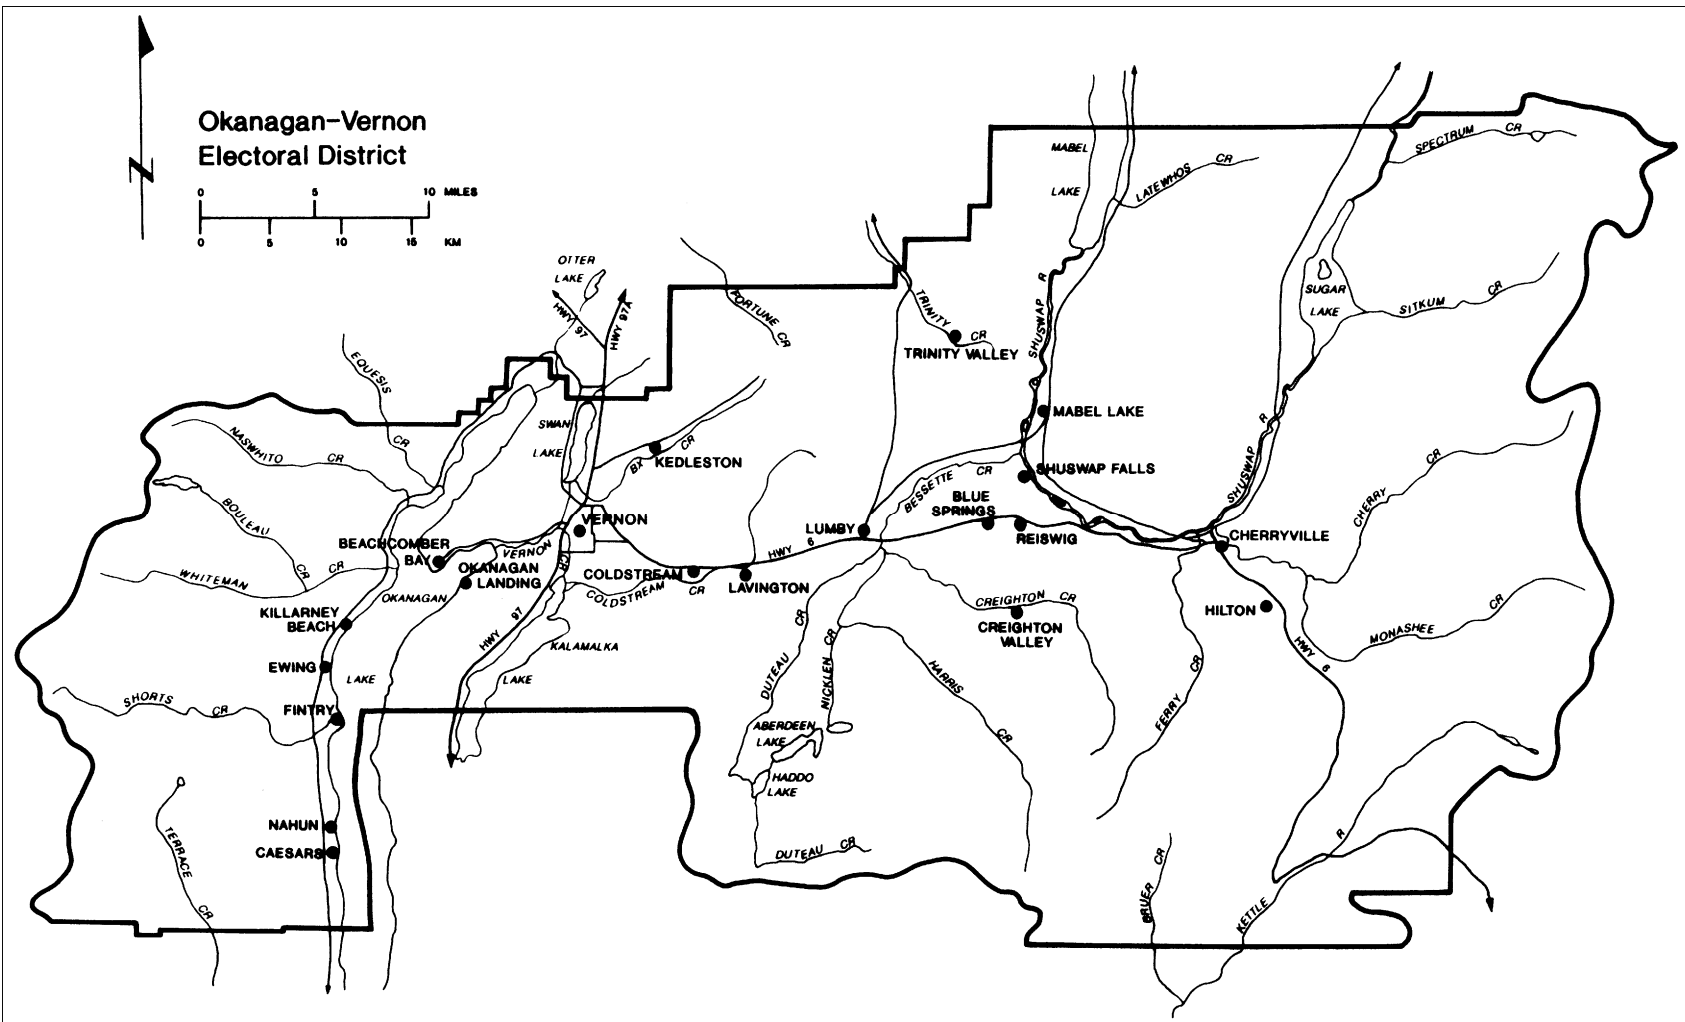 N
Okanagan-Vernon
Electoral District
0 5 10 MILES
0 5 10 15 KM
OTTER
LAKE
HWY 97
HWY 97A
FORTUNE CR
TRINITY CR
TRINITY VALLEY
MABEL
LAKE
LATEWHOS CR
SPECTRUM CR
SHUSWAP R
SUGAR
LAKE
SITKUM CR
EQUESIS CR
NASWHITO CR
SWAN
LAKE
BX CR
KEDLESTON
MABEL LAKE
SHUSWAP FALLS
SHUSWAP R
CHERRY CR
BESSETTE CR
BLUE
SPRINGS
REISWIG
BOULEAU CR
VERNON
BEACHCOMBER
BAY
VERNON CR
LUMBY
HWY 6
CHERRYVILLE
WHITEMAN CR
OKANAGAN
LANDING
COLDSTREAM
COLDSTREAM CR
LAVINGTON
OKANAGAN
LAKE
KILLARNEY
BEACH
HWY 97
KALAMALKA
LAKE
CREIGHTON CR
CREIGHTON
VALLEY
HILTON
HWY 6
MONASHEE CR
EWING
DUTEAU CR
NICKLEN CR
HARRIS CR
FERRY CR
SHORTS CR
FINTRY
ABERDEEN
LAKE
HADDO
LAKE
NAHUN
CAESARS
TERRACE CR
DUTEAU CR
BRUER CR
KETTLE R